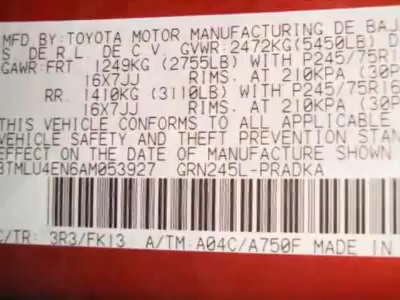 MFD BY: TOYOTA MOTOR MANUFACTURING DE BAJ
S DE R.L. DE C.V. GVWR: 2472KG(5450LB) D
GAWR:FRT 1249KG (2755LB) WITH P245/75R1
16X7JJ RIMS, AT 210KPA (30P
RR 1410KG (3110LB) WITH P245/75R16
16X7JJ RIMS, AT 210KPA (30P
THIS VEHICLE CONFORMS TO ALL APPLICABLE
VEHICLE SAFETY AND THEFT PREVENTION STAN
EFFECT ON THE DATE OF MANUFACTURE SHOWN
3TMLU4EN6AM053927 GRN245L-PRADKA
C/TR: 3R3/FK13 A/TM: A04C/A750F MADE IN